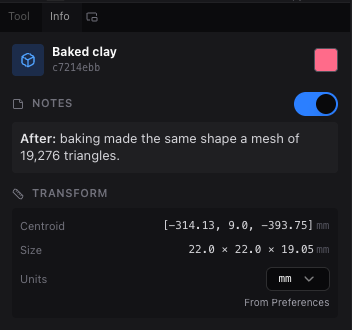 Tool Info
Baked clay
c7214ebb
NOTES
After: baking made the same shape a mesh of
19,276 triangles.
TRANSFORM
Centroid [-314.13, 9.0, -393.75] mm
Size 22.0 × 22.0 × 19.05 mm
Units mm
From Preferences